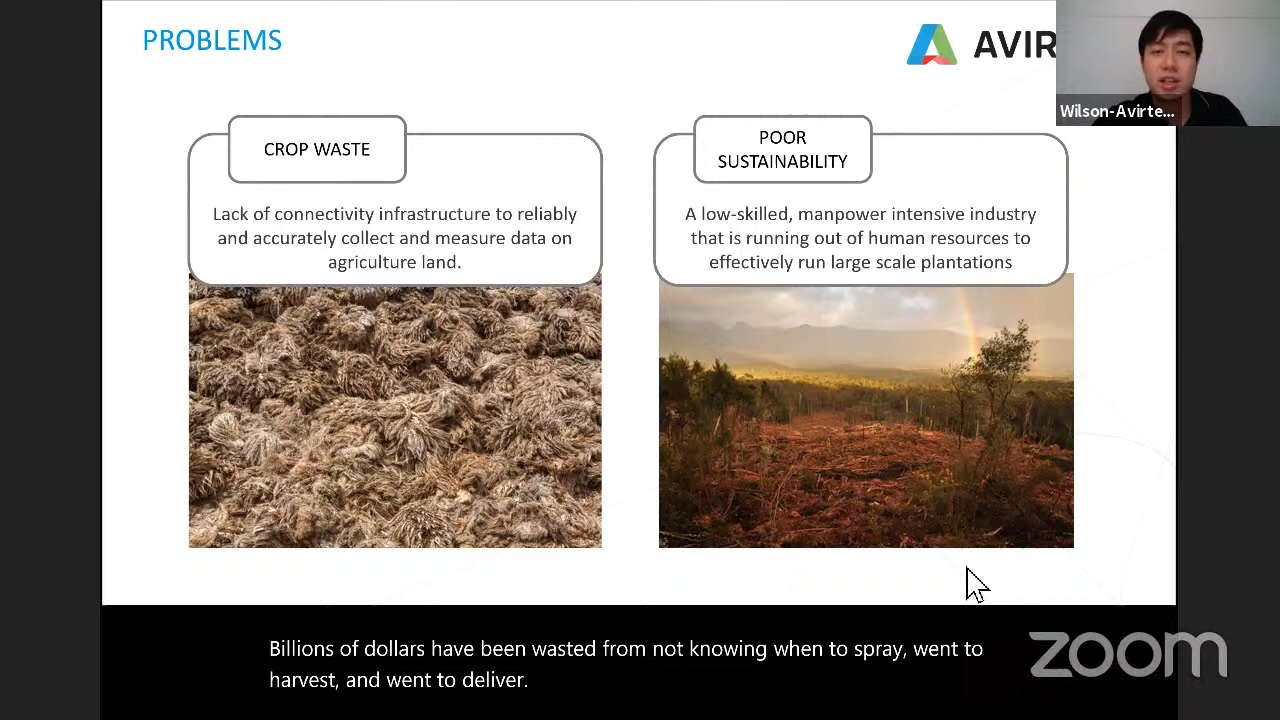 PROBLEMS
AVIR
Wilson-Avirte...
CROP WASTE
Lack of connectivity infrastructure to reliably
and accurately collect and measure data on
agriculture land.
POOR
SUSTAINABILITY
A low-skilled, manpower intensive industry
that is running out of human resources to
effectively run large scale plantations
Billions of dollars have been wasted from not knowing when to spray, went to
harvest, and went to deliver.
zoom